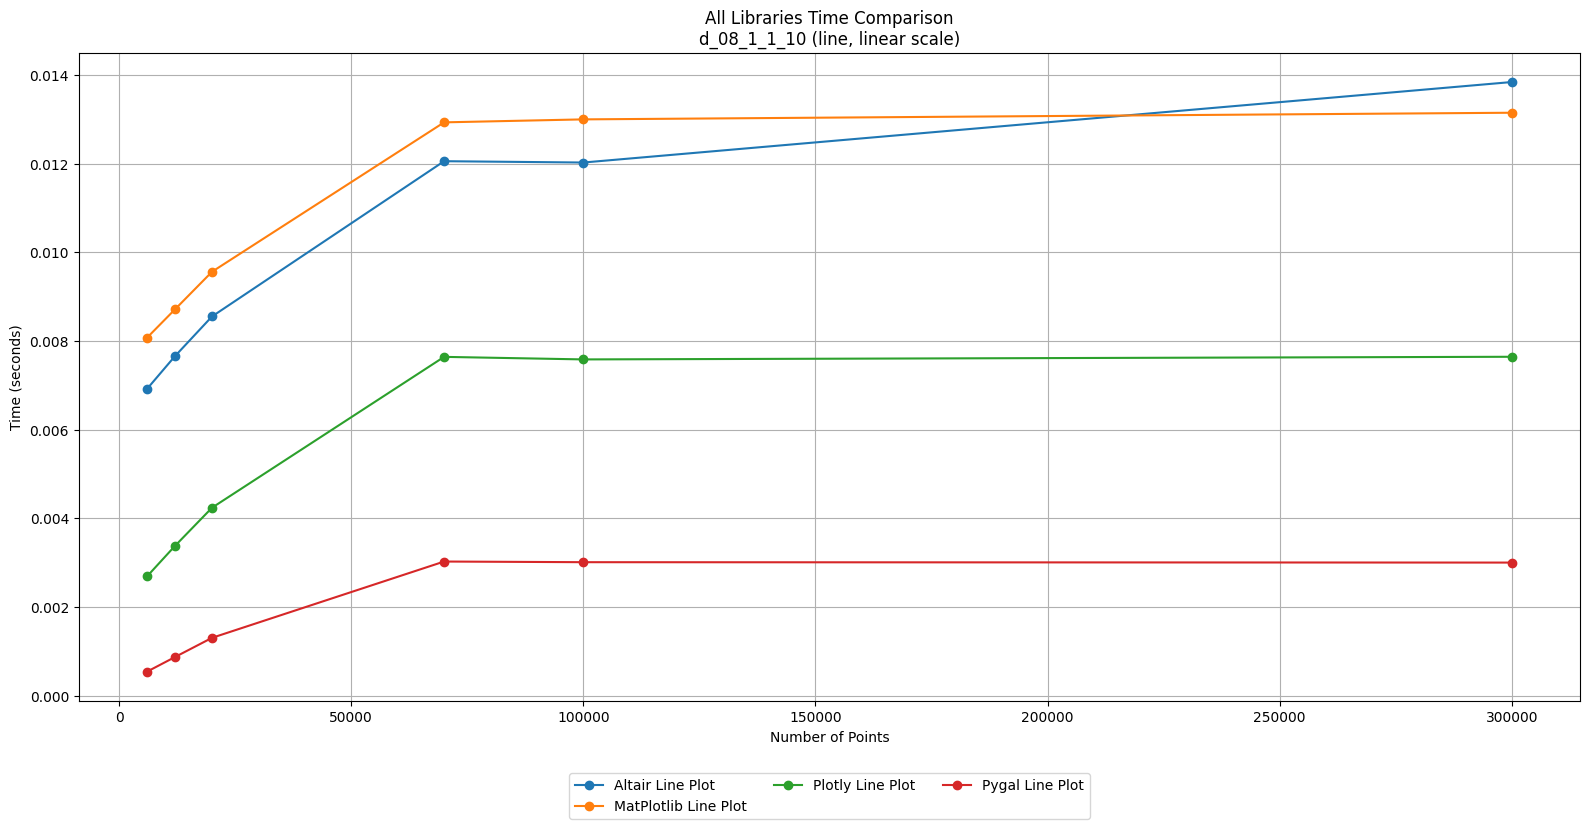 All Libraries Time Comparison
d_08_1_1_10 (line, linear scale)
Time (seconds)
0.014
0.012
0.010
0.008
0.006
0.004
0.002
0.000
0 50000 100000 150000 200000 250000 300000
Number of Points
Altair Line Plot Plotly Line Plot Pygal Line Plot
MatPlotlib Line Plot